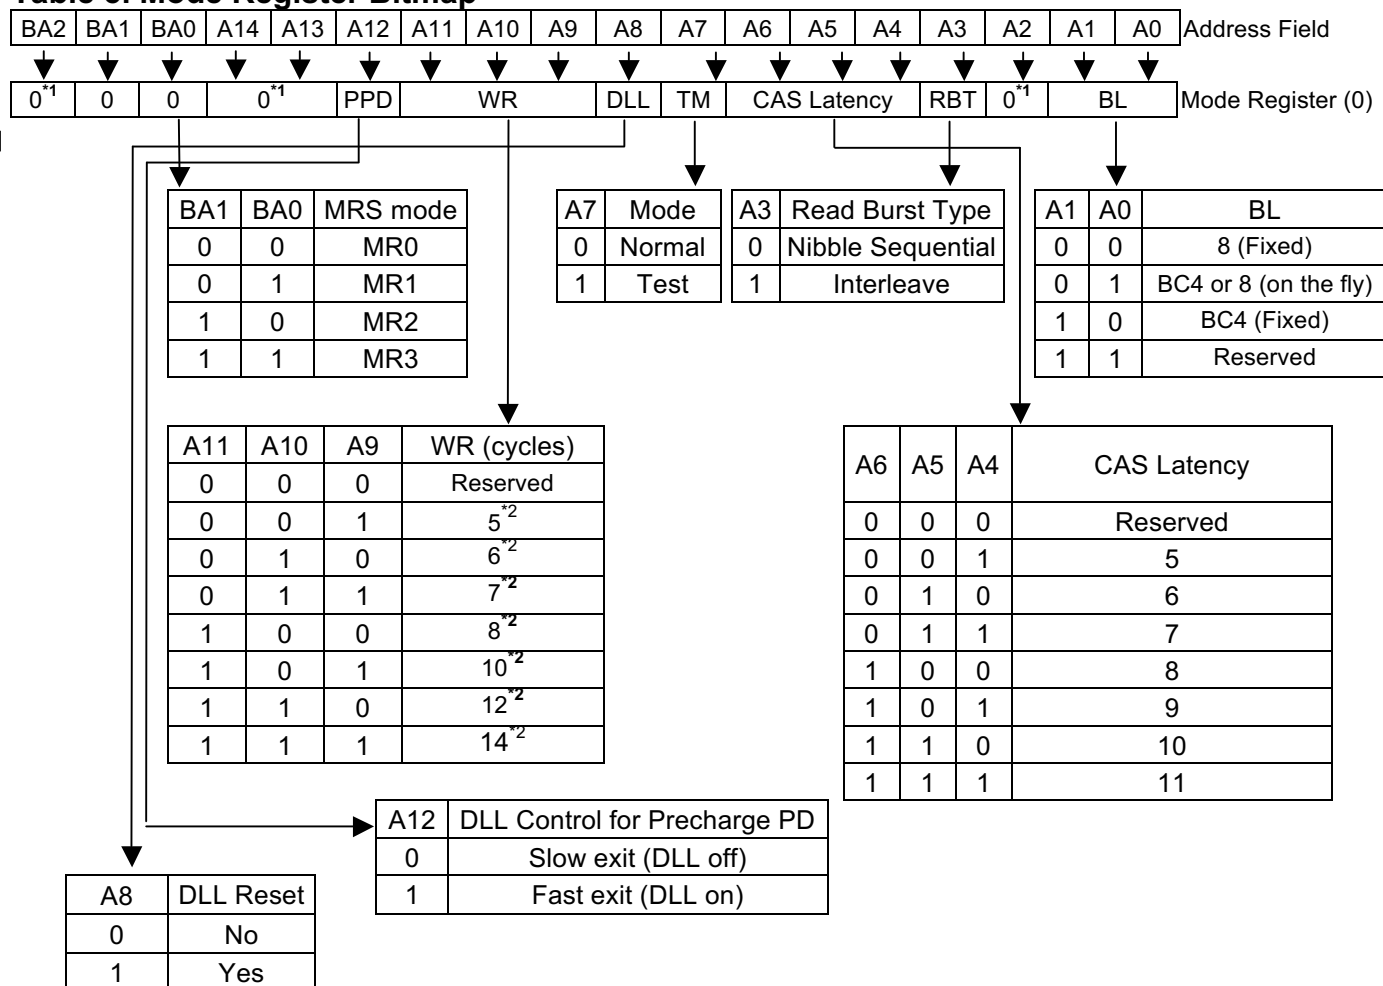 Table 5: Mode Register Bitmap
BA2 BA1 BA0 A14 A13 A12 A11 A10 A9 A8 A7 A6 A5 A4 A3 A2 A1 A0 Address Field
0*1 0 0 0*1 PPD WR DLL TM CAS Latency RBT 0*1 BL Mode Register (0)
BA1 BA0 MRS mode
0 0 MR0
0 1 MR1
1 0 MR2
1 1 MR3
A7 Mode
0 Normal
1 Test
A3 Read Burst Type
0 Nibble Sequential
1 Interleave
A1 A0 BL
0 0 8 (Fixed)
0 1 BC4 or 8 (on the fly)
1 0 BC4 (Fixed)
1 1 Reserved
A11 A10 A9 WR (cycles)
0 0 0 Reserved
0 0 1 5*2
0 1 0 6*2
0 1 1 7*2
1 0 0 8*2
1 0 1 10*2
1 1 0 12*2
1 1 1 14*2
A6 A5 A4 CAS Latency
0 0 0 Reserved
0 0 1 5
0 1 0 6
0 1 1 7
1 0 0 8
1 0 1 9
1 1 0 10
1 1 1 11
A12 DLL Control for Precharge PD
0 Slow exit (DLL off)
1 Fast exit (DLL on)
A8 DLL Reset
0 No
1 Yes